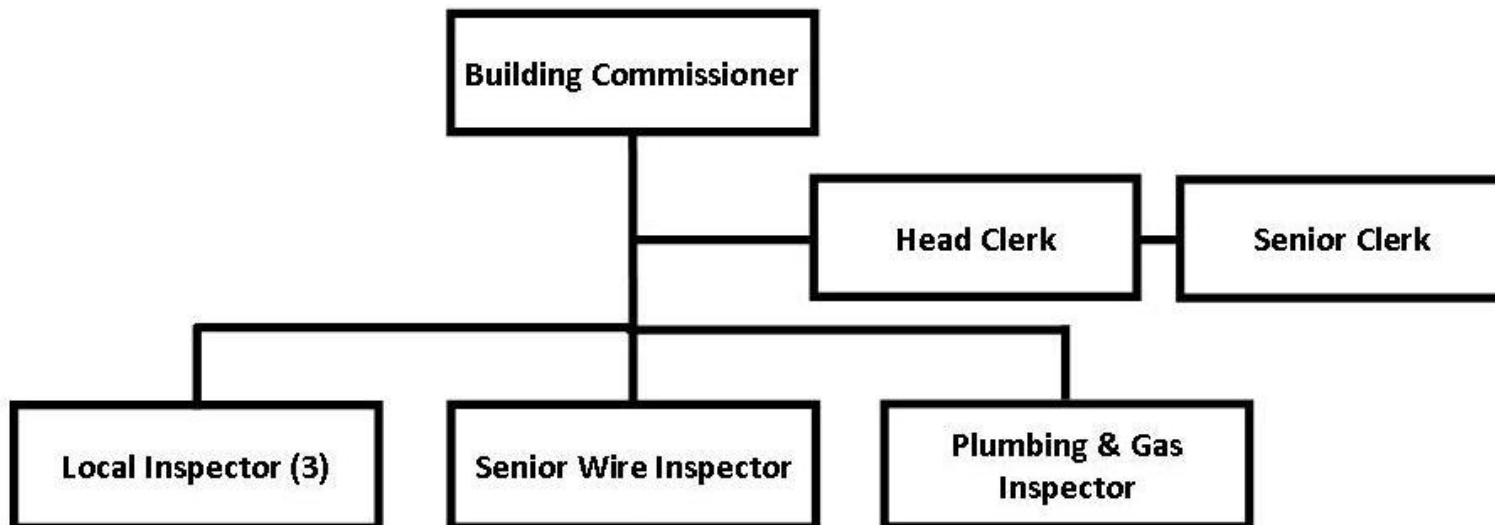 Building Commissioner
Head Clerk
Senior Clerk
Local Inspector (3)
Senior Wire Inspector
Plumbing & Gas
Inspector